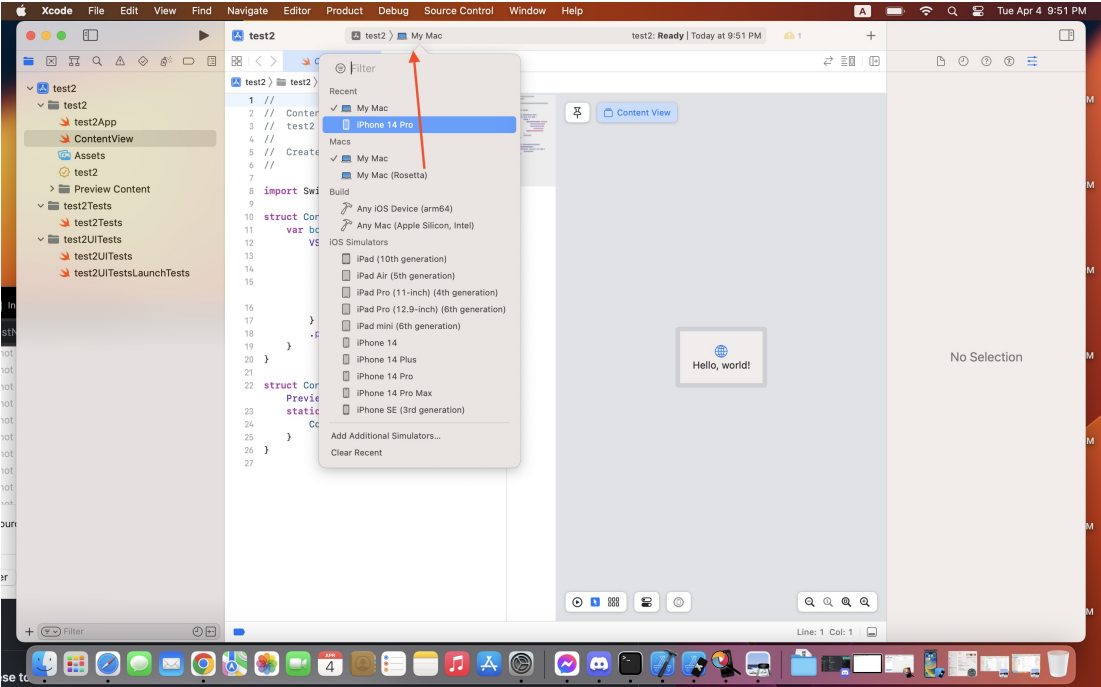 Xcode File Edit View Find Navigate Editor Product Debug Source Control Window Help A Tue Apr 4 9:51 PM
test2
test2 My Mac
test2: Ready | Today at 9:51 PM
1
test2
test2
test2App
ContentView
Assets
test2
Preview Content
test2Tests
test2Tests
test2UITests
test2UITests
test2UITestsLaunchTests
Filter
test2 test2
1 //
2 // Conten
3 // test2
4 //
5 // Create
6 //
7
8 import Swi
9
10 struct Con
11 var bo
12 VS
13
14
15
16
17 }
18 .p
19 }
20 }
21
22 struct Con
Previe
23 static
24 Co
25 }
26 }
27
Filter
Recent
My Mac
iPhone 14 Pro
Macs
My Mac
My Mac (Rosetta)
Build
Any iOS Device (arm64)
Any Mac (Apple Silicon, Intel)
iOS Simulators
iPad (10th generation)
iPad Air (5th generation)
iPad Pro (11-inch) (4th generation)
iPad Pro (12.9-inch) (6th generation)
iPad mini (6th generation)
iPhone 14
iPhone 14 Plus
iPhone 14 Pro
iPhone 14 Pro Max
iPhone SE (3rd generation)
Add Additional Simulators...
Clear Recent
Content View
Hello, world!
No Selection
Line: 1 Col: 1
APR
4